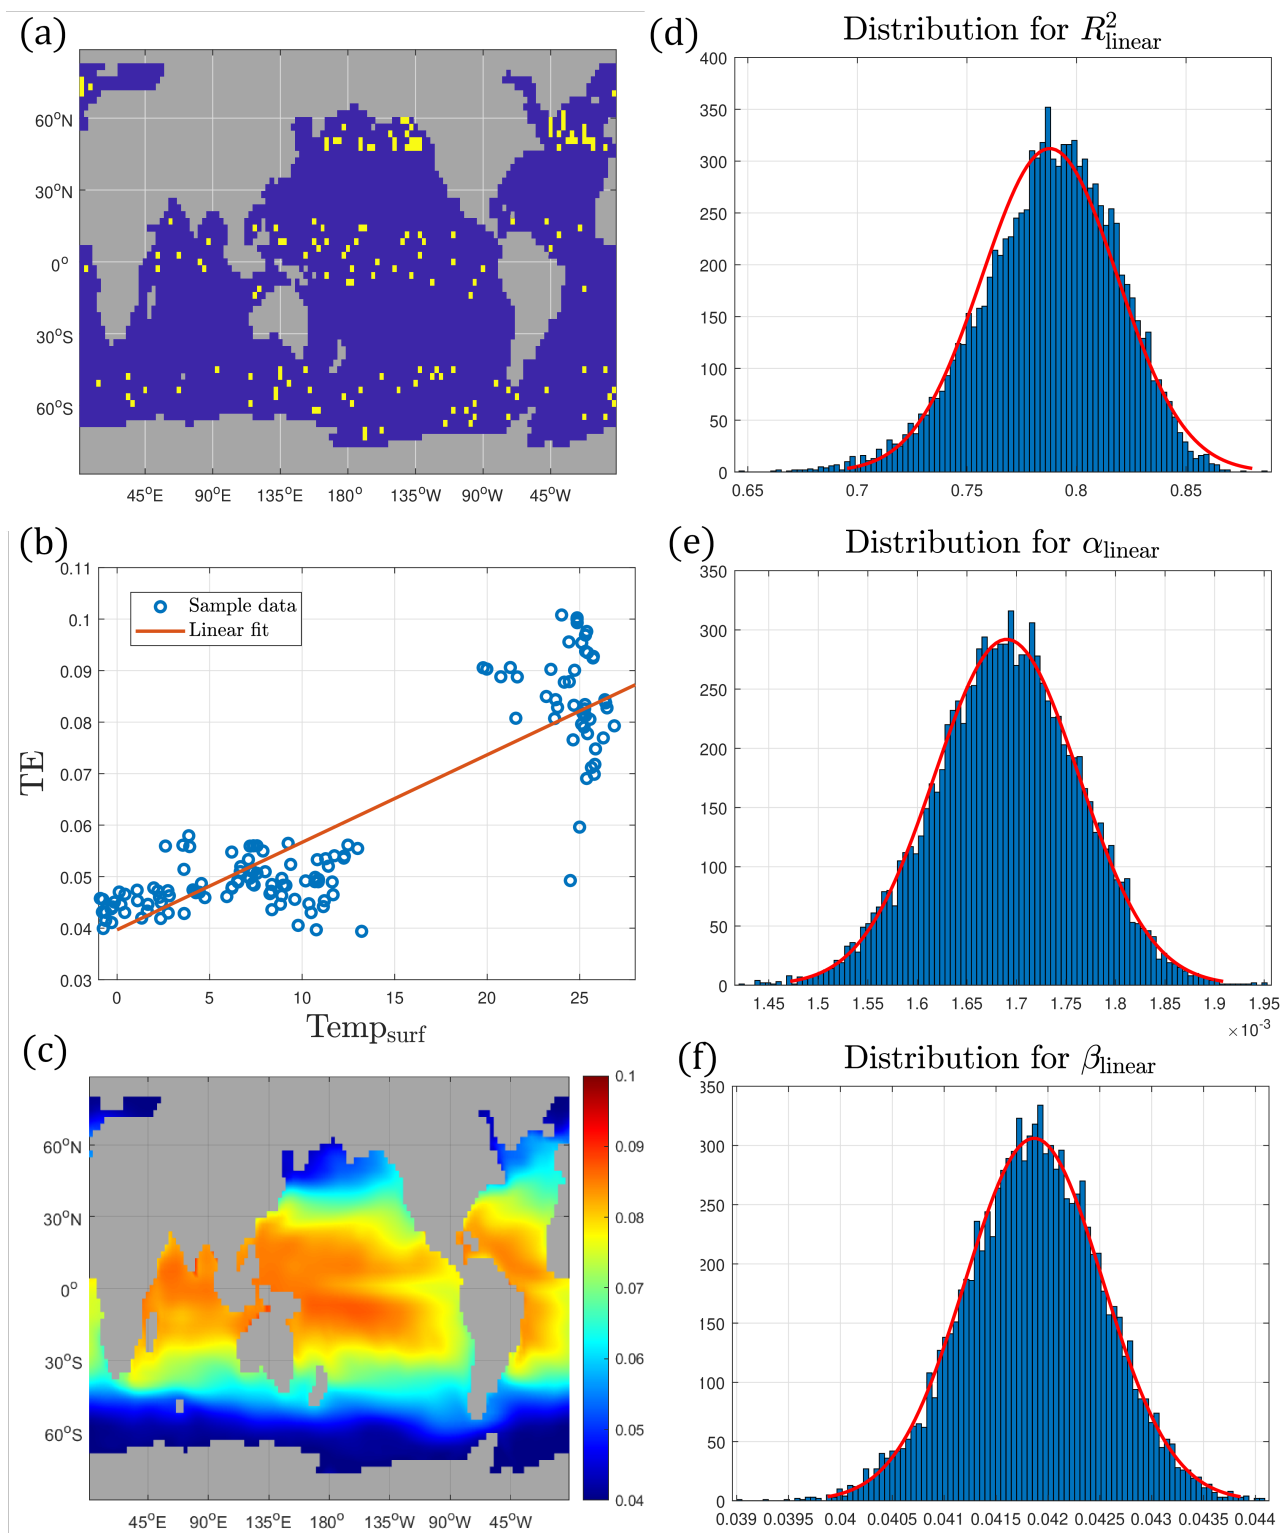 (a)
60°N
30°N
0°
30°S
60°S
45°E 90°E 135°E 180° 135°W 90°W 45°W
(b)
0.11
0.1
0.09
0.08
0.07
0.06
0.05
0.04
0.03
TE
Sample data
Linear fit
0 5 10 15 20 25
Temp_surf
(c)
60°N
30°N
0°
30°S
60°S
45°E 90°E 135°E 180° 135°W 90°W 45°W
0.1
0.09
0.08
0.07
0.06
0.05
0.04
(d)
Distribution for R²_linear
400
350
300
250
200
150
100
50
0
0.65 0.7 0.75 0.8 0.85
(e)
Distribution for α_linear
350
300
250
200
150
100
50
0
1.45 1.5 1.55 1.6 1.65 1.7 1.75 1.8 1.85 1.9 1.95
×10⁻³
(f)
Distribution for β_linear
350
300
250
200
150
100
50
0
0.039 0.0395 0.04 0.0405 0.041 0.0415 0.042 0.0425 0.043 0.0435 0.044